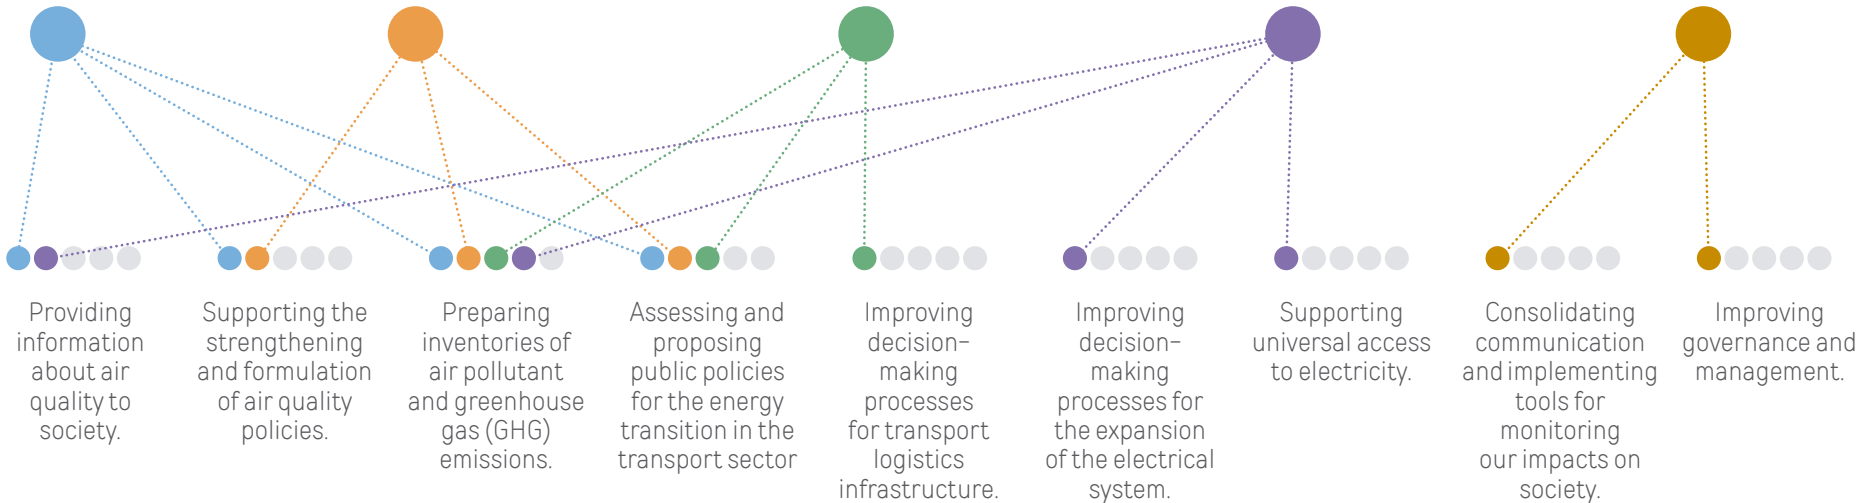 Providing
information
about air
quality to
society.
Supporting the
strengthening
and formulation
of air quality
policies.
Preparing
inventories of
air pollutant
and greenhouse
gas (GHG)
emissions.
Assessing and
proposing
public policies
for the energy
transition in the
transport sector
Improving
decision-
making
processes
for transport
logistics
infrastructure.
Improving
decision-
making
processes for
the expansion
of the electrical
system.
Supporting
universal access
to electricity.
Consolidating
communication
and implementing
tools for
monitoring
our impacts on
society.
Improving
governance and
management.